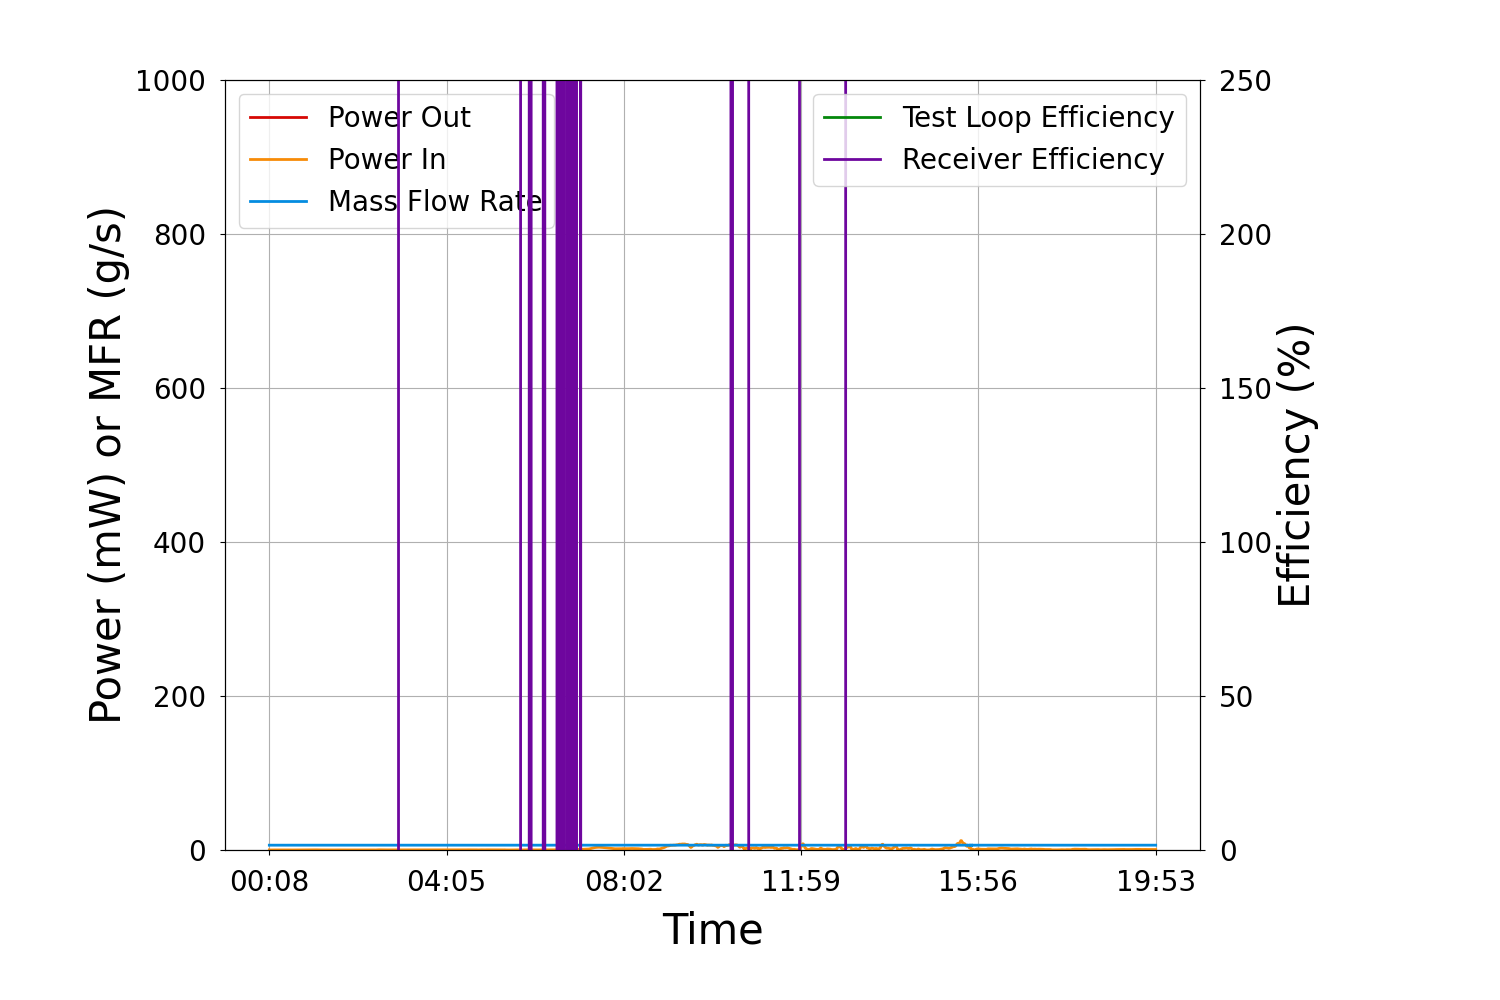 1000
800
600
400
200
0
Power (mW) or MFR (g/s)
Power Out
Power In
Mass Flow Rate
Test Loop Efficiency
Receiver Efficiency
250
200
150
100
50
0
Efficiency (%)
00:08 04:05 08:02 11:59 15:56 19:53
Time